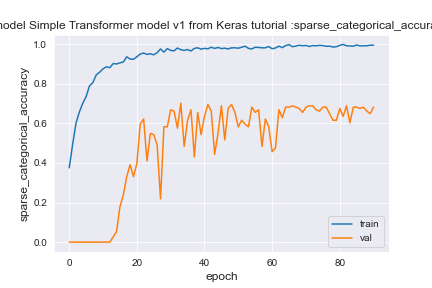 model Simple Transformer model v1 from Keras tutorial :sparse_categorical_accura
1.0
0.8
0.6
0.4
0.2
0.0
sparse_categorical_accuracy
0
20
40
60
80
epoch
train
val